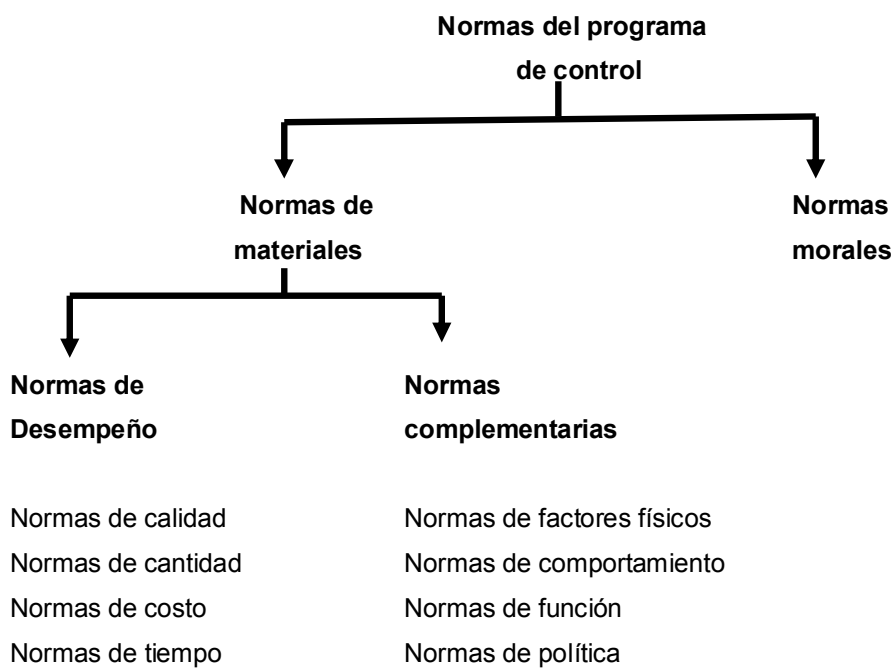 Normas del programa
de control
Normas de
materiales
Normas
morales
Normas de
Desempeño
Normas
complementarias
Normas de calidad
Normas de cantidad
Normas de costo
Normas de tiempo
Normas de factores físicos
Normas de comportamiento
Normas de función
Normas de política